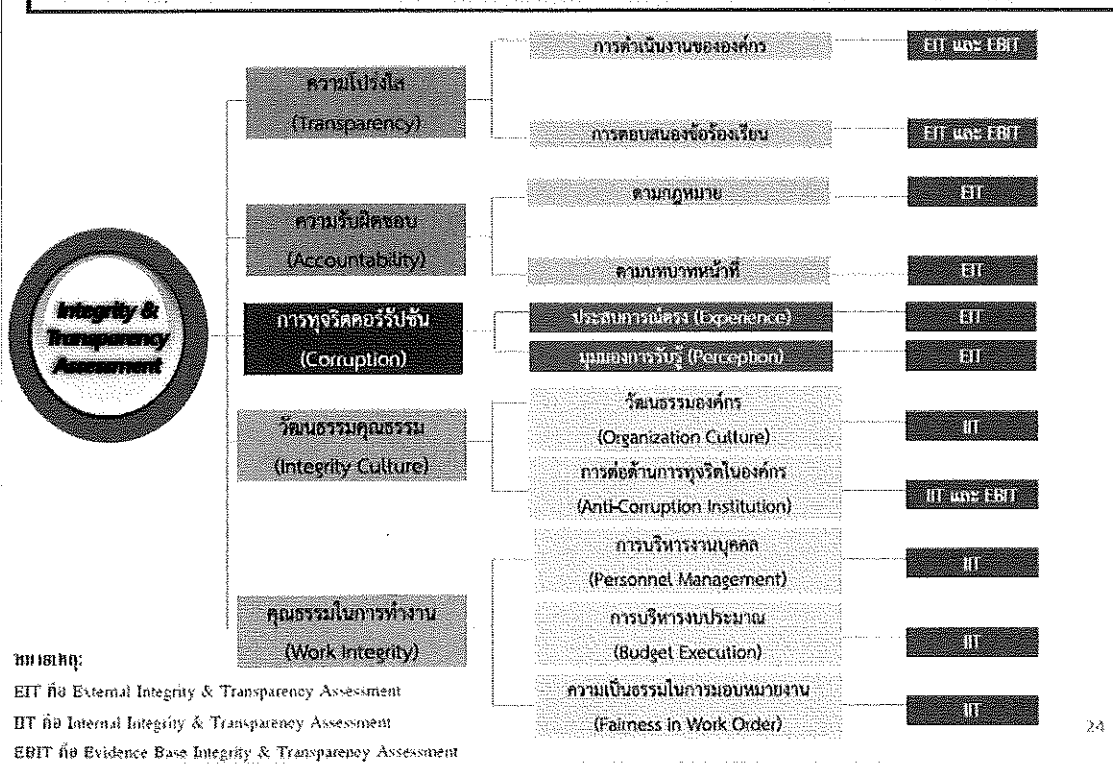 ความโปร่งใส
(Transparency)
การดำเนินงานขององค์กร
EIT และ EBIT
การตอบสนองข้อร้องเรียน
EIT และ EBIT
ความรับผิดชอบ
(Accountability)
ตามกฎหมาย
EIT
ตามบทบาทหน้าที่
EIT
Integrity &
Transparency
Assessment
การทุจริตคอร์รัปชัน
(Corruption)
ประสบการณ์ตรง (Experience)
EIT
มุมมองการรับรู้ (Perception)
EIT
วัฒนธรรมคุณธรรม
(Integrity Culture)
วัฒนธรรมองค์กร
(Organization Culture)
IIT
การต่อต้านการทุจริตในองค์กร
(Anti-Corruption Institution)
IIT และ EBIT
คุณธรรมในการทำงาน
(Work Integrity)
การบริหารงานบุคคล
(Personnel Management)
IIT
การบริหารงบประมาณ
(Budget Execution)
IIT
ความเป็นธรรมในการมอบหมายงาน
(Fairness in Work Order)
IIT
หมายเหตุ:
EIT คือ External Integrity & Transparency Assessment
IIT คือ Internal Integrity & Transparency Assessment
EBIT คือ Evidence Base Integrity & Transparency Assessment
24